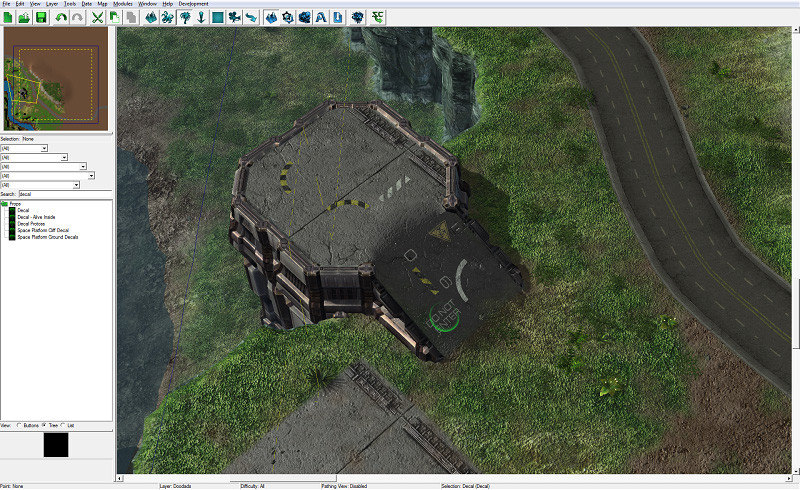 File Edit View Layer Tools Data Map Modules Window Help Development
Selection: None
(All)
(All)
(All)
(All)
(All)
Search: decal
Props
Decal
Decal - Alive Inside
Decal Protoss
Space Platform Cliff Decal
Space Platform Ground Decals
DO NOT
ENTER
View: Buttons Tree List
Point: None Layer: Doodads Difficulty: All Pathing View: Disabled Selection: Decal (Decal)